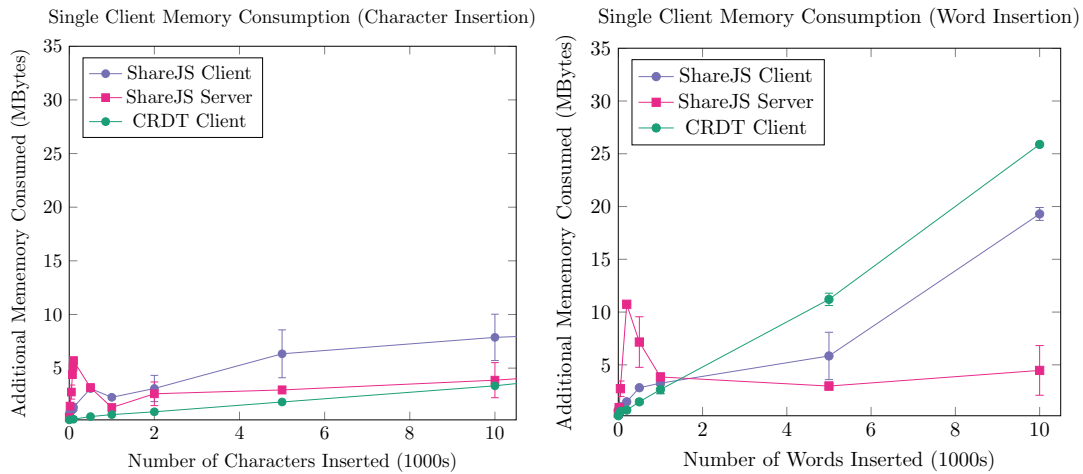 Single Client Memory Consumption (Character Insertion)
Additional Mememory Consumed (MBytes)
35
30
25
20
15
10
5
ShareJS Client
ShareJS Server
CRDT Client
0 2 4 6 8 10
Number of Characters Inserted (1000s)
Single Client Memory Consumption (Word Insertion)
Additional Mememory Consumed (MBytes)
35
30
25
20
15
10
5
ShareJS Client
ShareJS Server
CRDT Client
0 2 4 6 8 10
Number of Words Inserted (1000s)